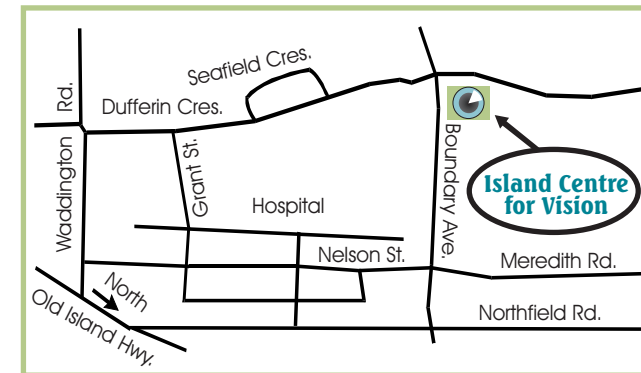 Seafield Cres.
Waddington Rd.
Dufferin Cres.
Grant St.
Boundary Ave.
Island Centre
for Vision
Hospital
Nelson St.
Meredith Rd.
North
Old Island Hwy.
Northfield Rd.